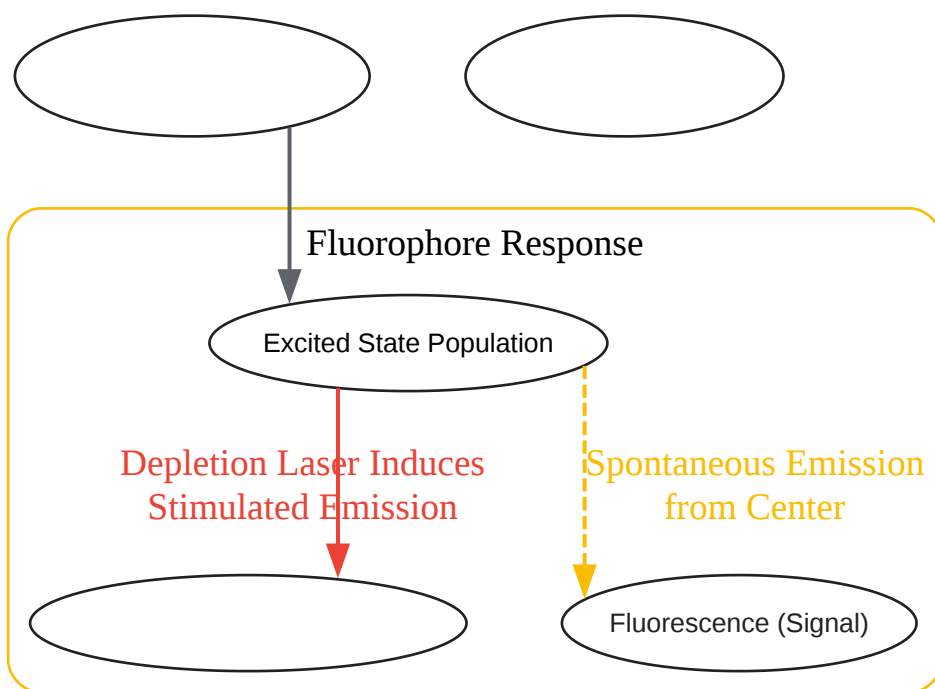 Fluorophore Response
Excited State Population
Depletion Laser Induces
Stimulated Emission
Spontaneous Emission
from Center
Fluorescence (Signal)